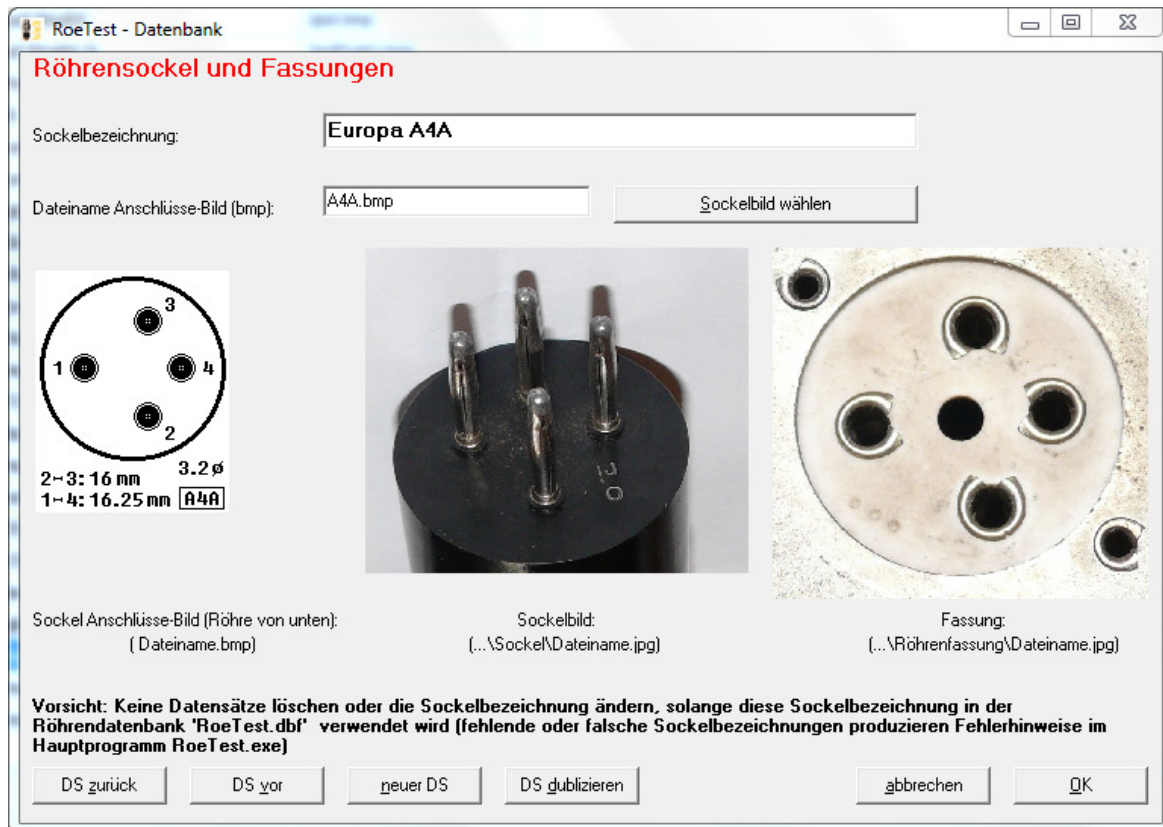 RoeTest - Datenbank
Röhrensockel und Fassungen
Sockelbezeichnung:
Europa A4A
Dateiname Anschlüsse-Bild (bmp):
A4A.bmp
Sockelbild wählen
3
1
4
2
3.2ø
2↔3: 16 mm
1↔4: 16.25 mm A4A
Sockel Anschlüsse-Bild (Röhre von unten):
( Dateiname.bmp)
Sockelbild:
(...\Sockel\Dateiname.jpg)
Fassung:
(...\Röhrenfassung\Dateiname.jpg)
Vorsicht: Keine Datensätze löschen oder die Sockelbezeichnung ändern, solange diese Sockelbezeichnung in der
Röhrendatenbank 'RoeTest.dbf' verwendet wird (fehlende oder falsche Sockelbezeichnungen produzieren Fehlerhinweise im
Hauptprogramm RoeTest.exe)
DS zurück
DS vor
neuer DS
DS dublizieren
abbrechen
OK